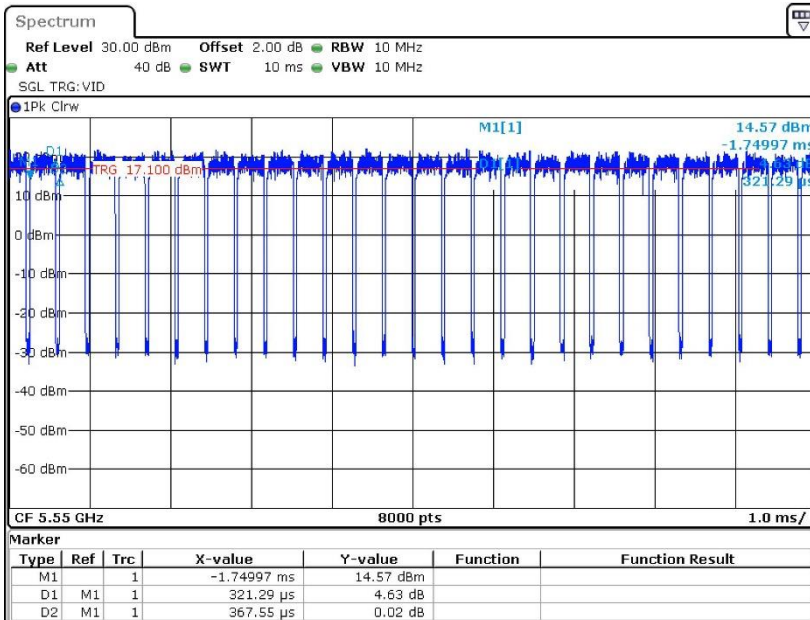 Spectrum
Ref Level 30.00 dBm Offset 2.00 dB RBW 10 MHz
Att 40 dB SWT 10 ms VBW 10 MHz
SGL TRG:VID
1Pk Clrw
M1[1] 14.57 dBm
-1.74997 ms
D1
TRG 17.100 dBm
321.29 µs
10 dBm
0 dBm
-10 dBm
-20 dBm
-30 dBm
-40 dBm
-50 dBm
-60 dBm
CF 5.55 GHz 8000 pts 1.0 ms/
Marker
Type Ref Trc X-value Y-value Function Function Result
M1 1 -1.74997 ms 14.57 dBm
D1 M1 1 321.29 µs 4.63 dB
D2 M1 1 367.55 µs 0.02 dB